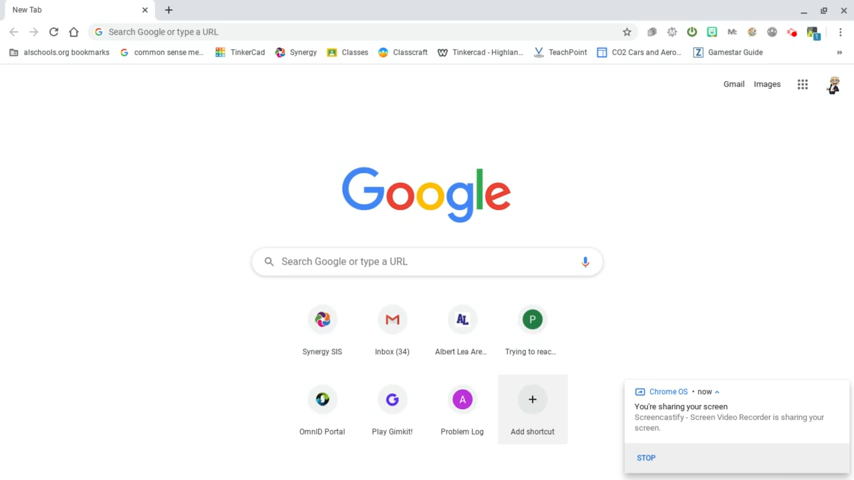 New Tab
Search Google or type a URL
alschools.org bookmarks
common sense me...
TinkerCad
Synergy
Classes
Classcraft
Tinkercad - Highlan...
TeachPoint
CO2 Cars and Aero...
Gamestar Guide
Gmail
Images
Google
Search Google or type a URL
Synergy SIS
Inbox (34)
Albert Lea Are...
Trying to reac...
OmnID Portal
Play Gimkit!
Problem Log
Add shortcut
Chrome OS • now
You're sharing your screen
Screencastify - Screen Video Recorder is sharing your
screen.
STOP